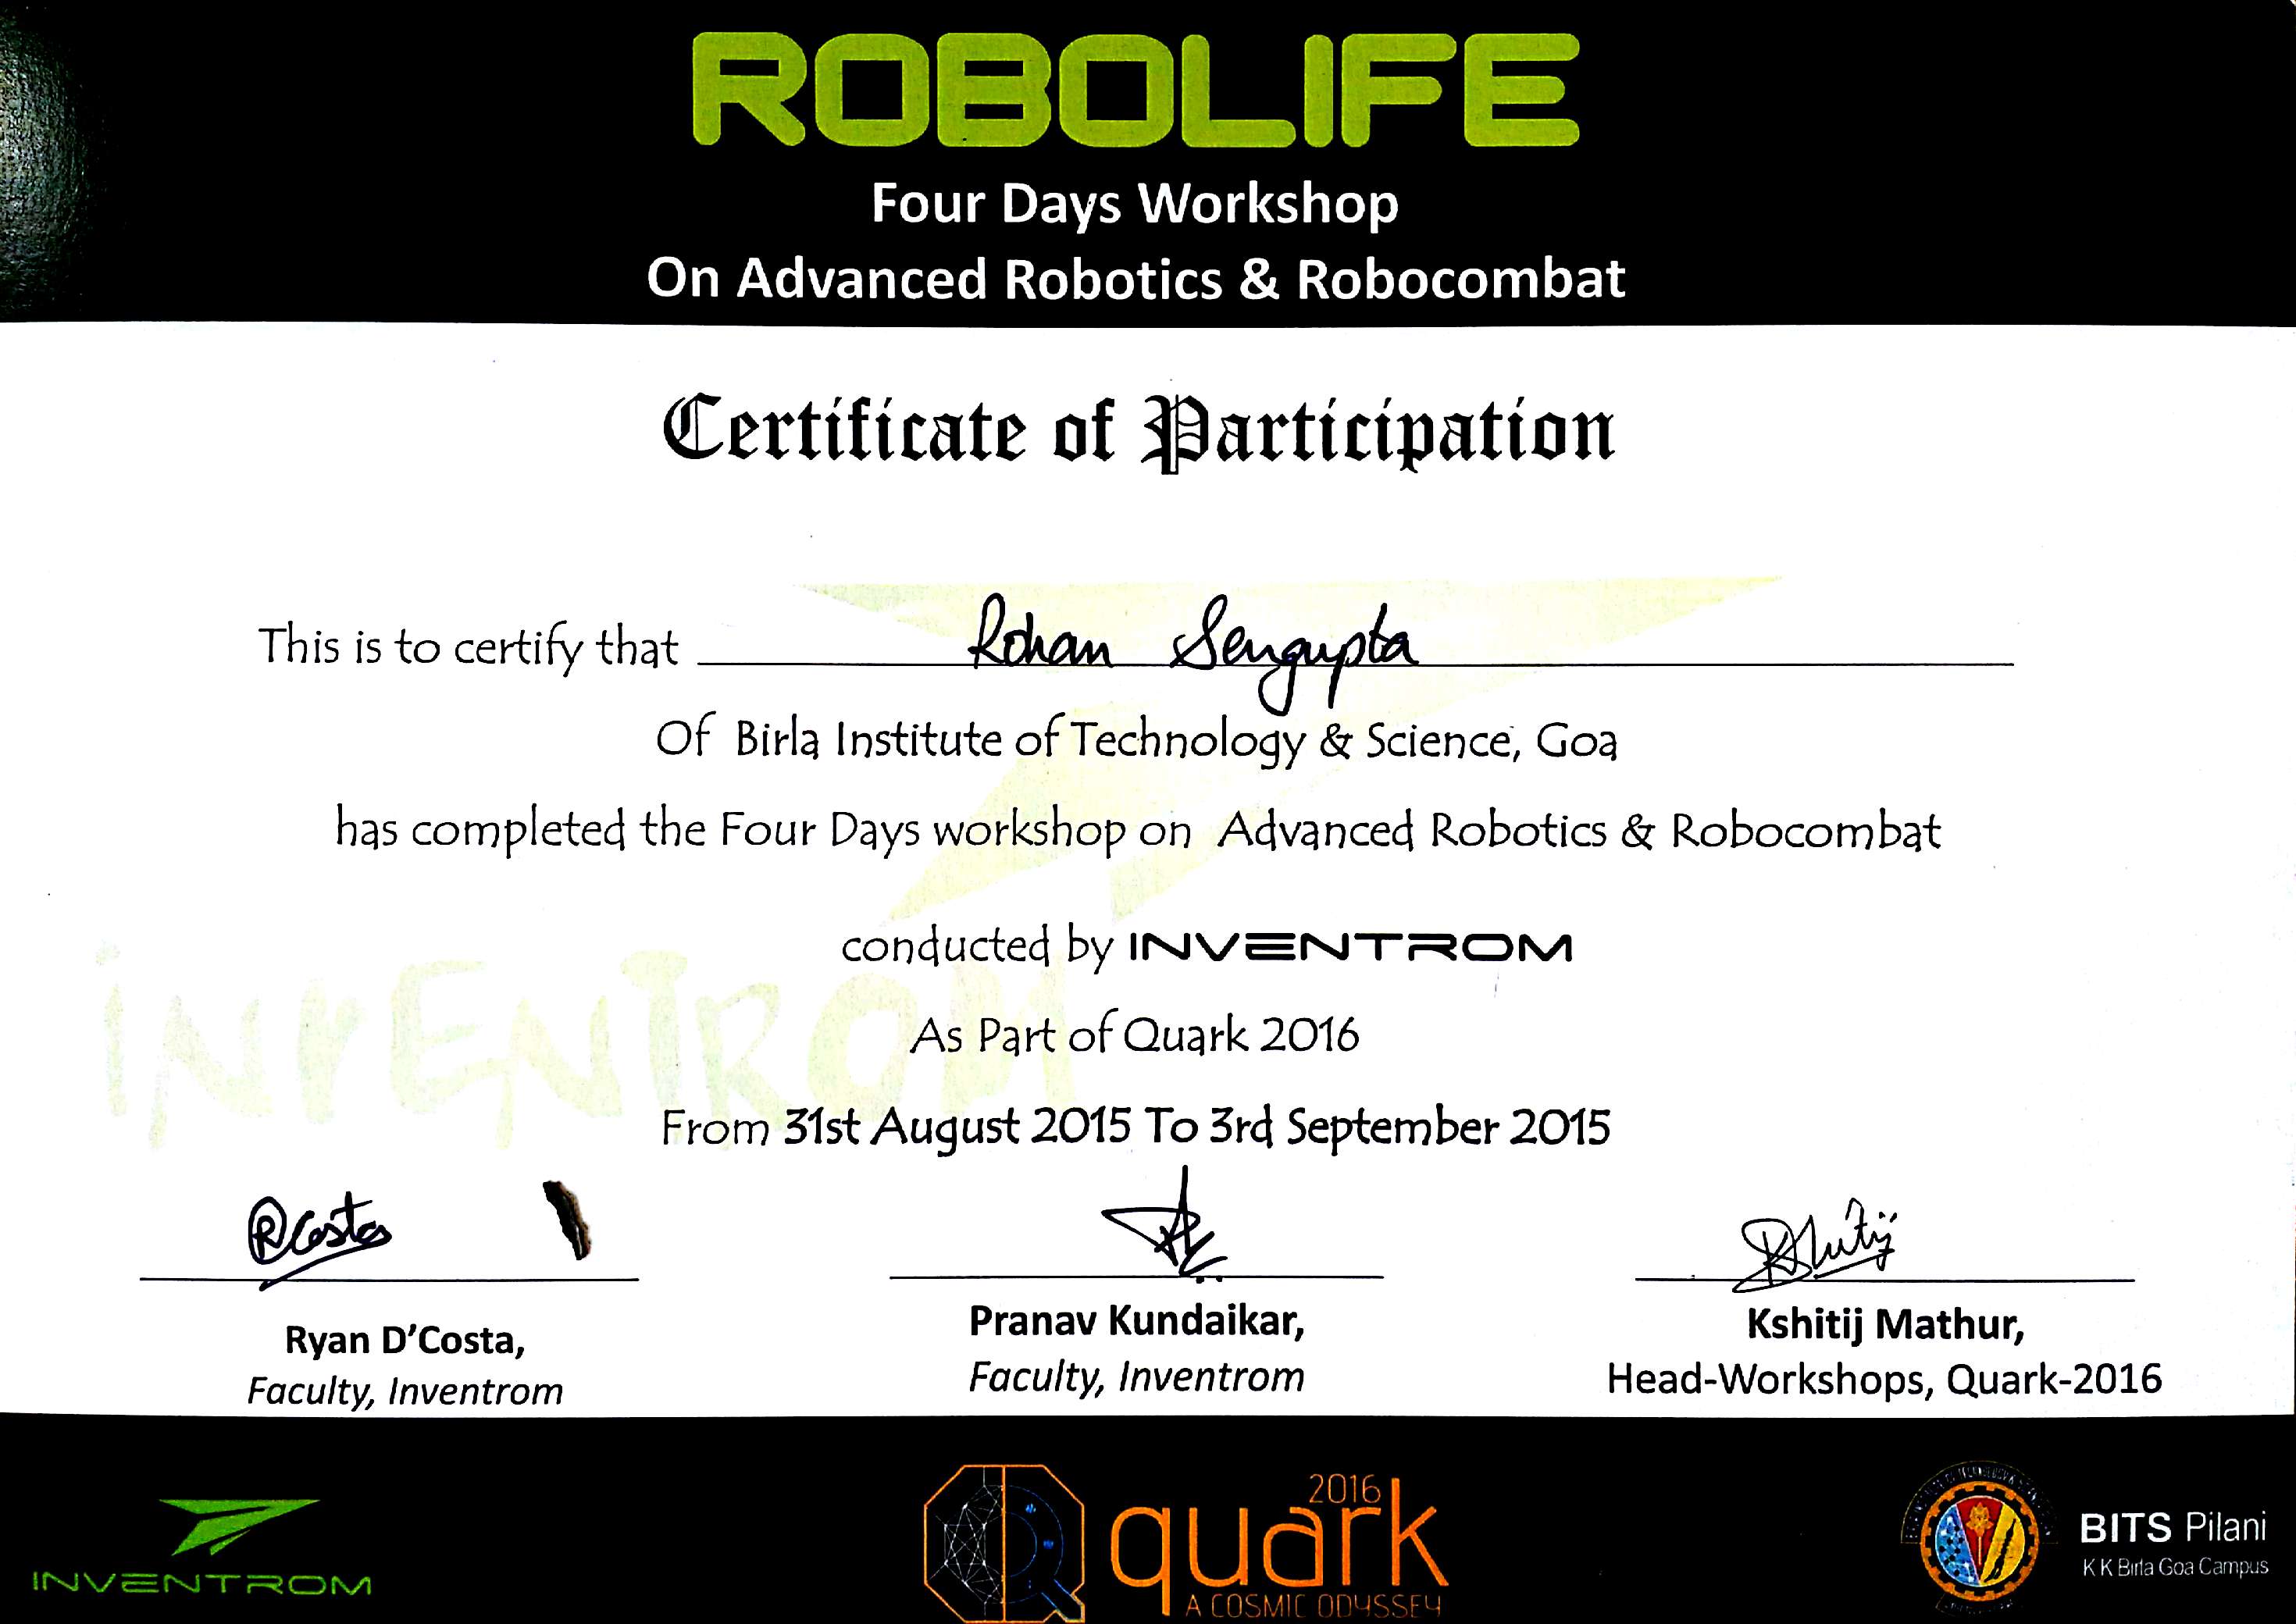 ROBOLIFE
Four Days Workshop
On Advanced Robotics & Robocombat
Certificate of Participation
This is to certify that Rohan Sengupta
Of Birla Institute of Technology & Science, Goa
has completed the Four Days workshop on Advanced Robotics & Robocombat
conducted by INVENTROM
As Part of Quark 2016
INVENTROM
From 31st August 2015 To 3rd September 2015
RCostas
Kshitij
Ryan D'Costa,
Faculty, Inventrom
Pranav Kundaikar,
Faculty, Inventrom
Kshitij Mathur,
Head-Workshops, Quark-2016
INVENTROM
2016
quark
A COSMIC ODYSSEY
BITS Pilani
K K Birla Goa Campus